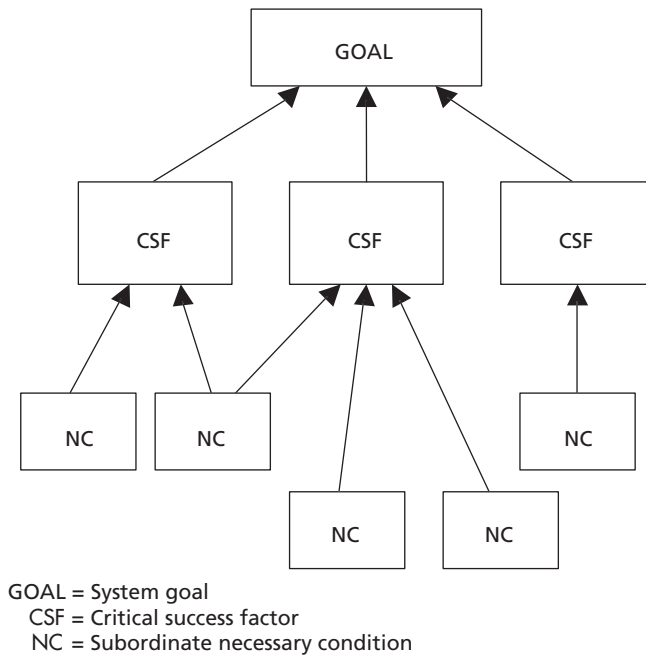 GOAL
CSF
CSF
CSF
NC
NC
NC
NC
NC
GOAL = System goal
CSF = Critical success factor
NC = Subordinate necessary condition